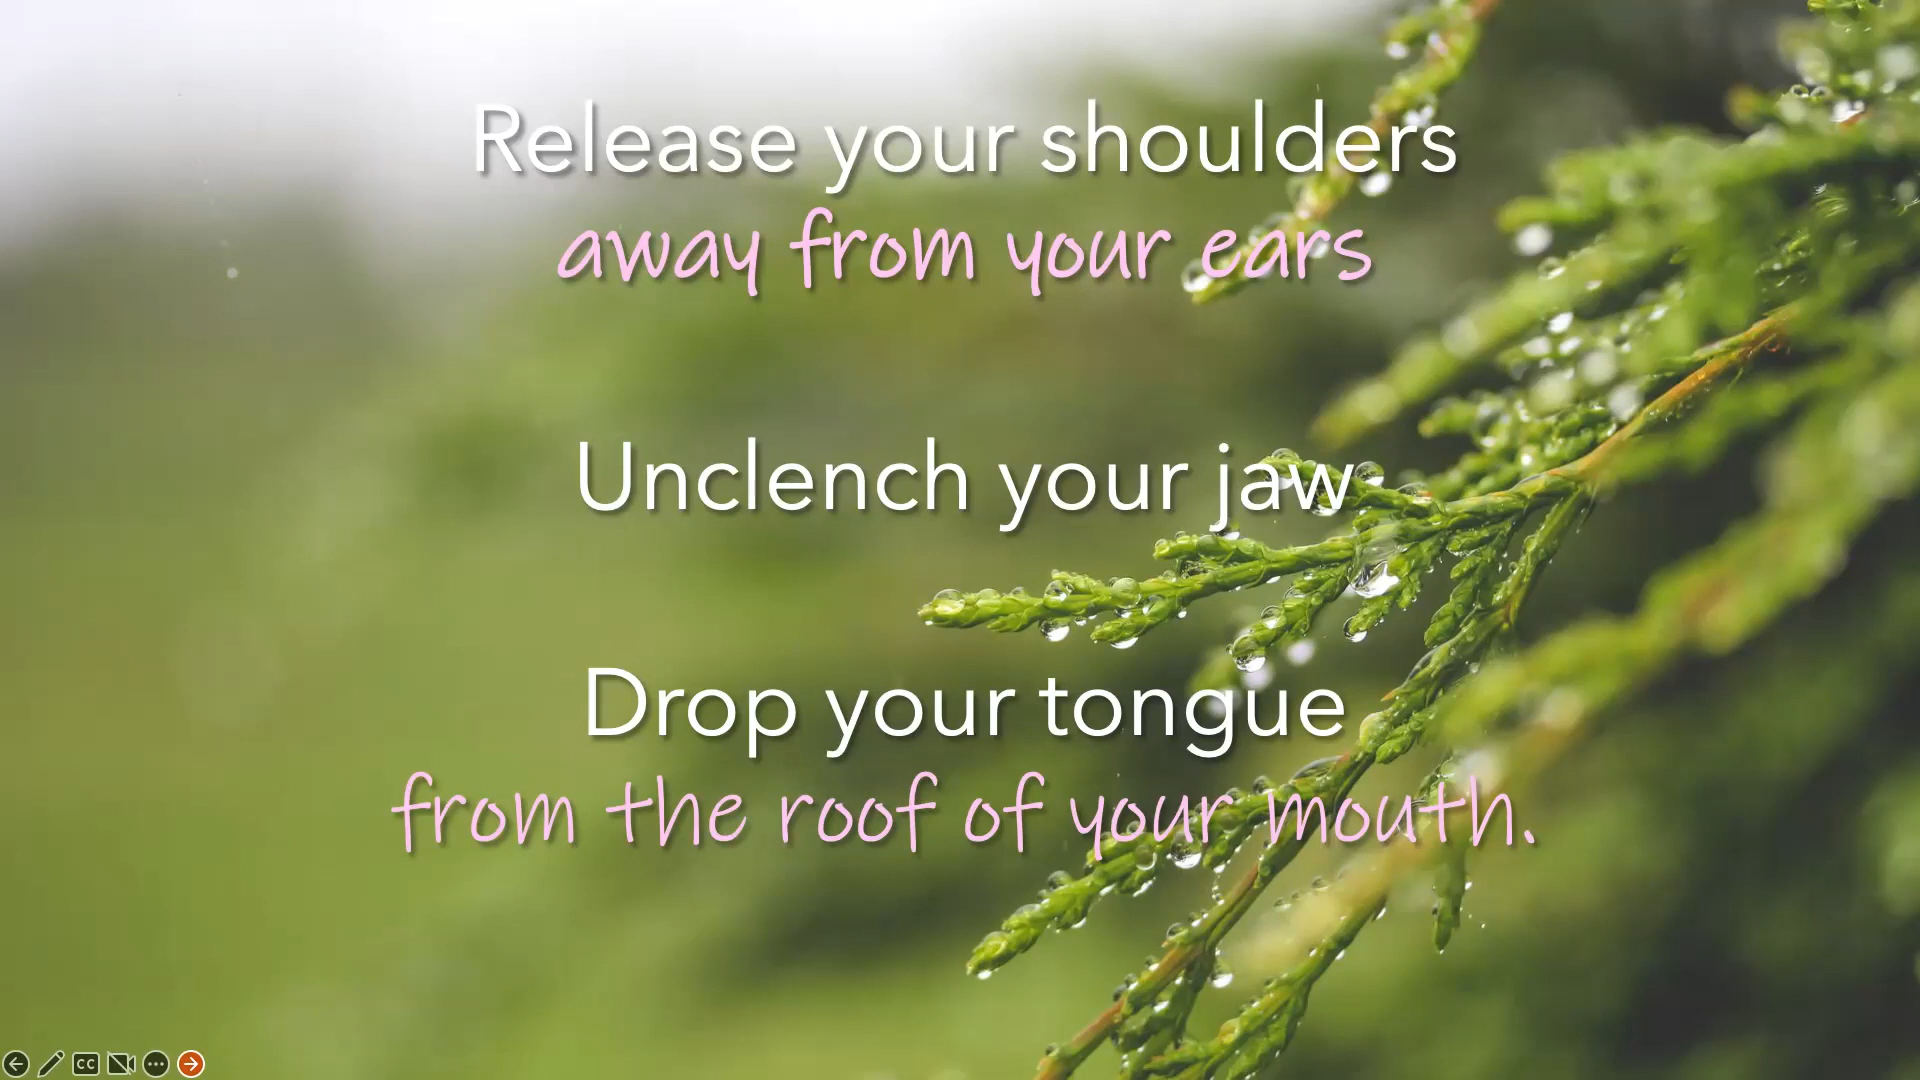 Release your shoulders
away from your ears
Unclench your jaw
Drop your tongue
from the roof of your mouth.
CC